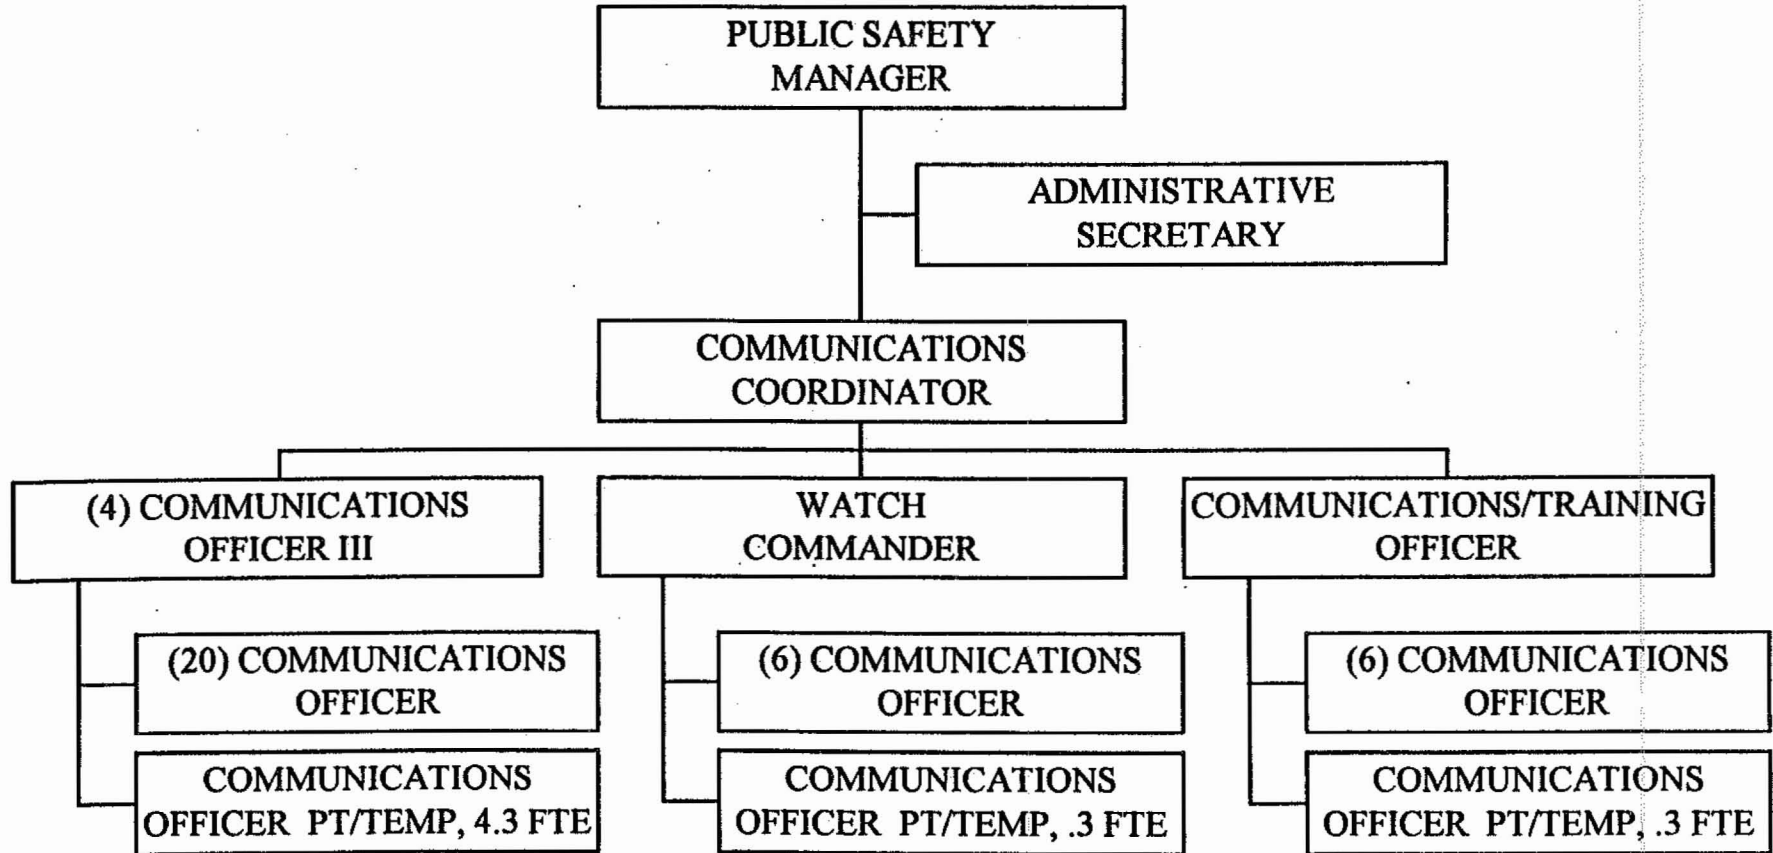 PUBLIC SAFETY
MANAGER
ADMINISTRATIVE
SECRETARY
COMMUNICATIONS
COORDINATOR
(4) COMMUNICATIONS
OFFICER III
WATCH
COMMANDER
COMMUNICATIONS/TRAINING
OFFICER
(20) COMMUNICATIONS
OFFICER
(6) COMMUNICATIONS
OFFICER
(6) COMMUNICATIONS
OFFICER
COMMUNICATIONS
OFFICER PT/TEMP, 4.3 FTE
COMMUNICATIONS
OFFICER PT/TEMP, .3 FTE
COMMUNICATIONS
OFFICER PT/TEMP, .3 FTE